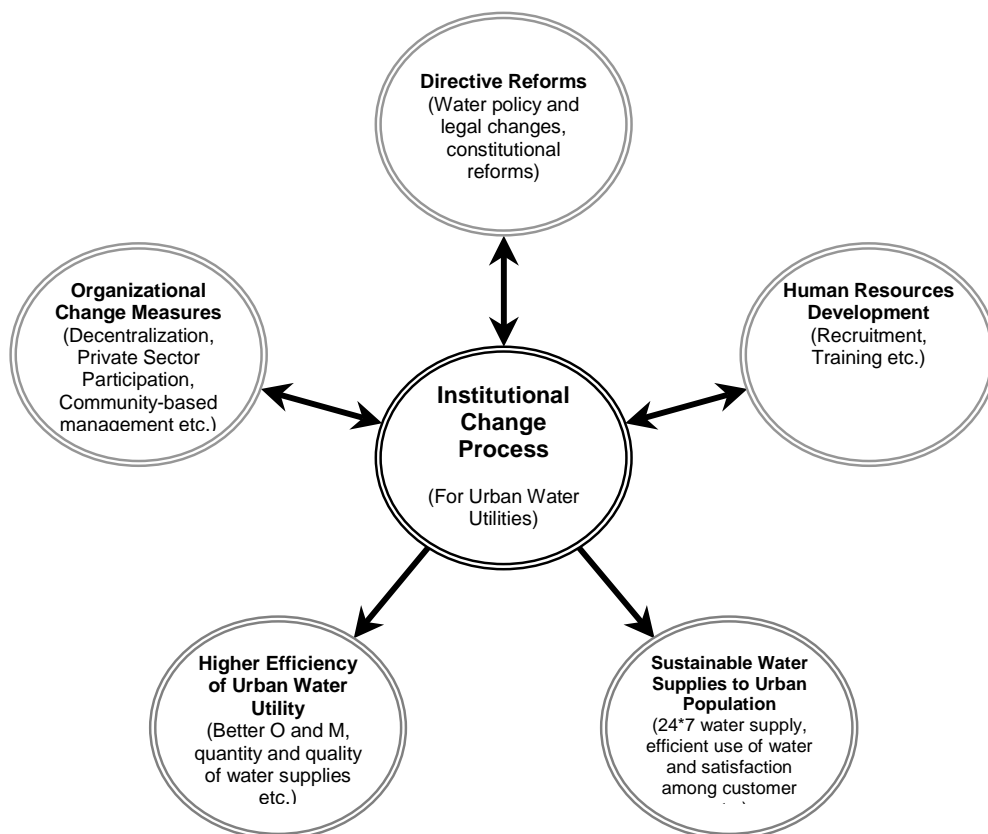 Directive Reforms
(Water policy and
legal changes,
constitutional
reforms)
Organizational
Change Measures
(Decentralization,
Private Sector
Participation,
Community-based
management etc.)
Human Resources
Development
(Recruitment,
Training etc.)
Institutional
Change
Process
(For Urban Water
Utilities)
Higher Efficiency
of Urban Water
Utility
(Better O and M,
quantity and quality
of water supplies
etc.)
Sustainable Water
Supplies to Urban
Population
(24*7 water supply,
efficient use of water
and satisfaction
among customer